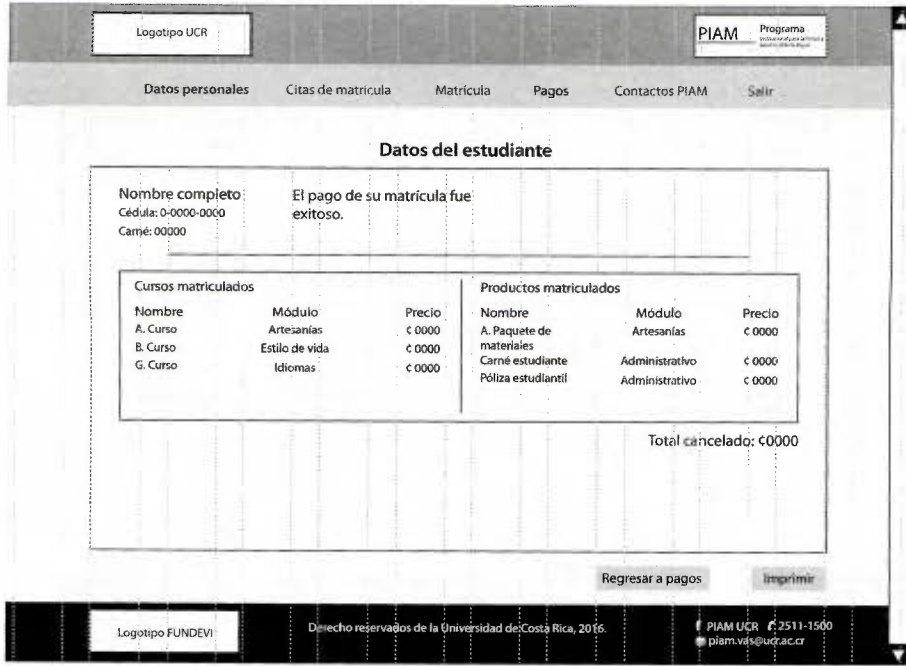 Logotipo UCR
PIAM Programa
Datos personales Citas de matricula Matrícula Pagos Contactos PIAM Salir
Datos del estudiante
Nombre completo El pago de su matrícula fue
Cédula: 0-0000-0000 exitoso.
Carné: 00000
Cursos matriculados Productos matriculados
Nombre Módulo Precio Nombre Módulo Precio
A. Curso Artesanías ¢ 0000 A. Paquete de Artesanías ¢ 0000
materiales
B. Curso Estilo de vida ¢ 0000 Carné estudiante Administrativo ¢ 0000
G. Curso Idiomas ¢ 0000 Póliza estudiantil Administrativo ¢ 0000
Total cancelado: ¢0000
Regresar a pagos Imprimir
Logotipo FUNDEVI Derecho reservados de la Universidad de Costa Rica, 2016. PIAM UCR 2511-1500
piam.vas@ucr.ac.cr